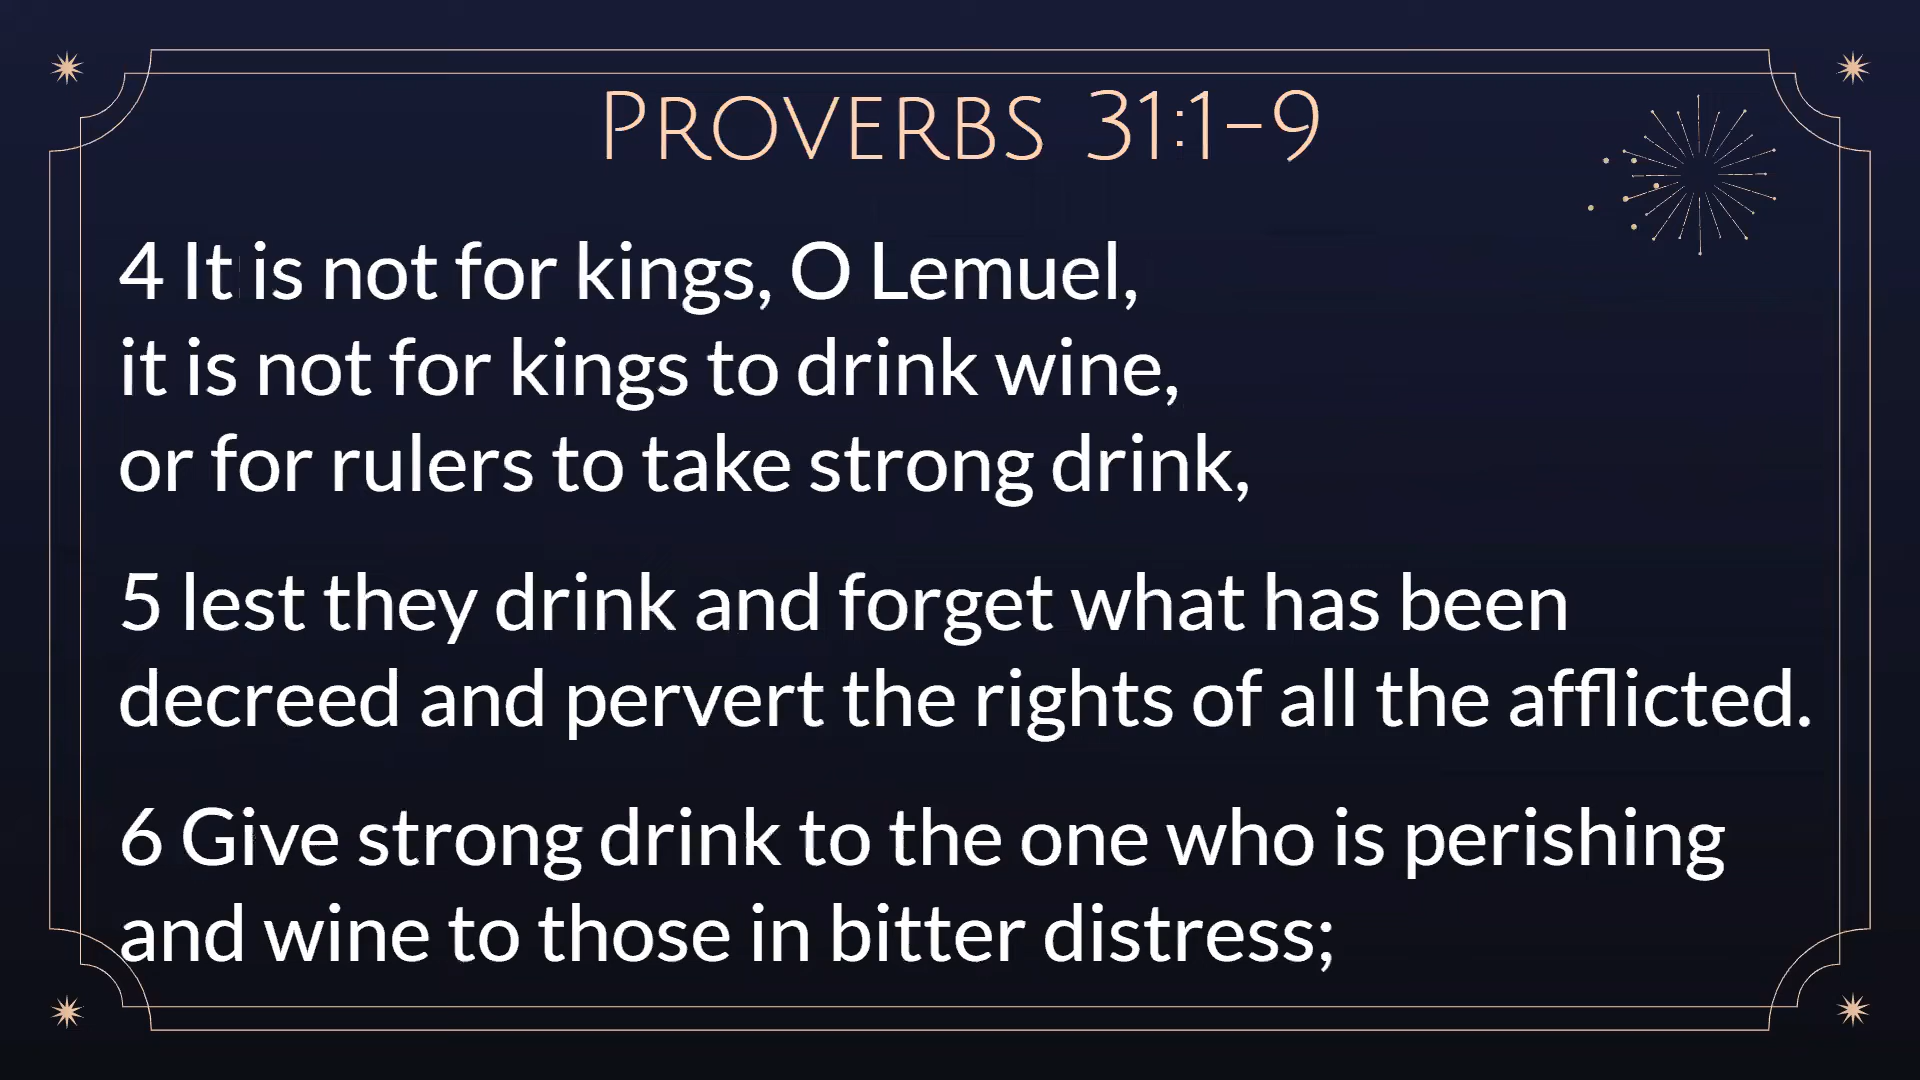 Proverbs 31:1–9
4 It is not for kings, O Lemuel,
it is not for kings to drink wine,
or for rulers to take strong drink,
5 lest they drink and forget what has been
decreed and pervert the rights of all the afflicted.
6 Give strong drink to the one who is perishing
and wine to those in bitter distress;